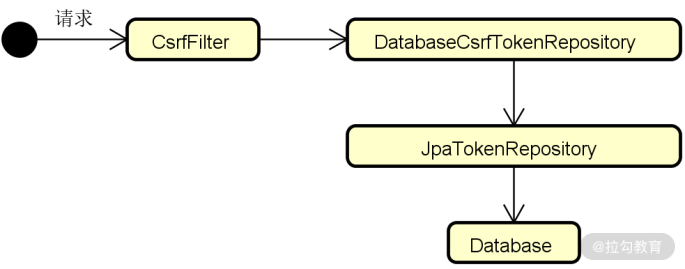 请求
CsrfFilter
DatabaseCsrfTokenRepository
JpaTokenRepository
Database
@拉勾教育